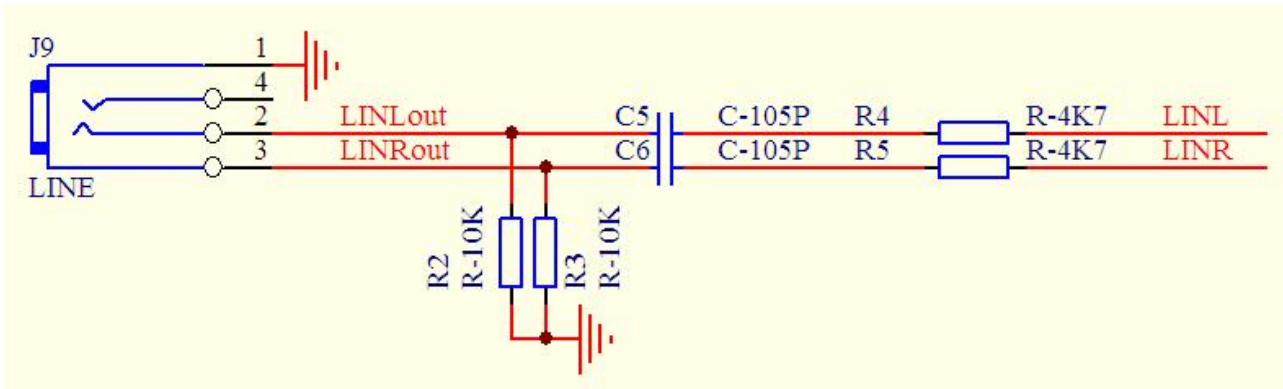 J9 1
4
2 LINLout C5 C-105P R4 R-4K7 LINL
3 LINRout C6 C-105P R5 R-4K7 LINR
LINE
R2 R-10K R3 R-10K